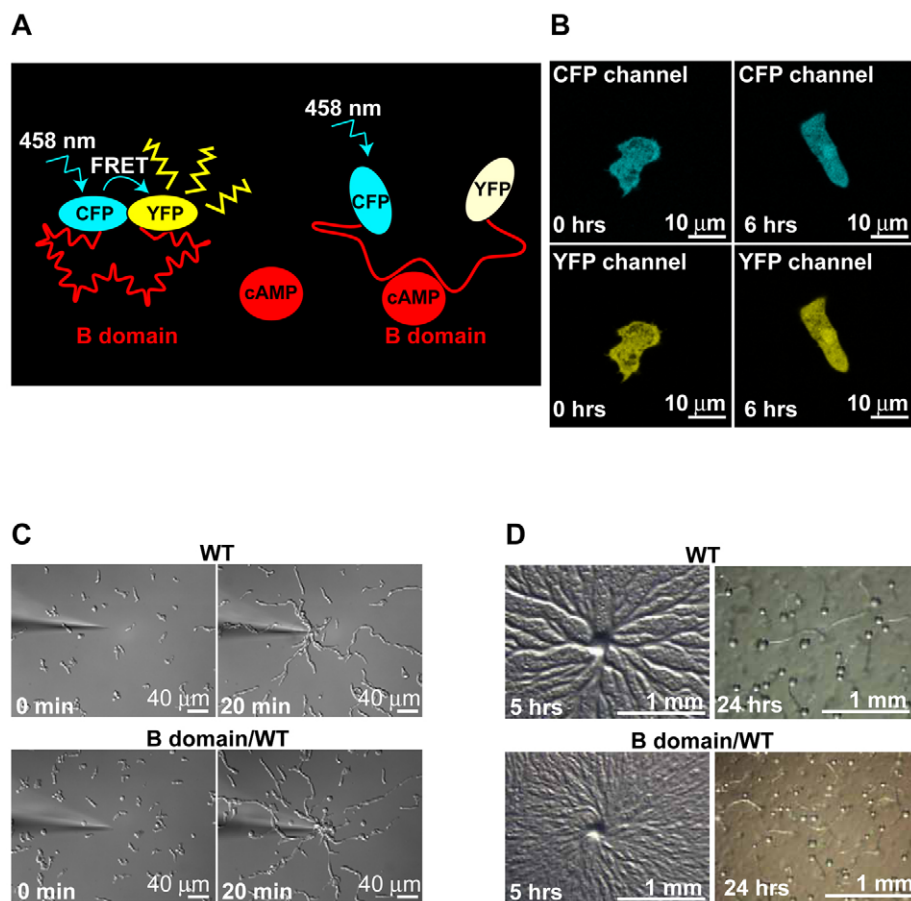 A
458 nm
FRET
CFP
YFP
B domain
cAMP
458 nm
CFP
YFP
cAMP
B domain
B
CFP channel
0 hrs
10 μm
CFP channel
6 hrs
10 μm
YFP channel
0 hrs
10 μm
YFP channel
6 hrs
10 μm
C
WT
0 min
40 μm
20 min
40 μm
B domain/WT
0 min
40 μm
20 min
40 μm
D
WT
5 hrs
1 mm
24 hrs
1 mm
B domain/WT
5 hrs
1 mm
24 hrs
1 mm